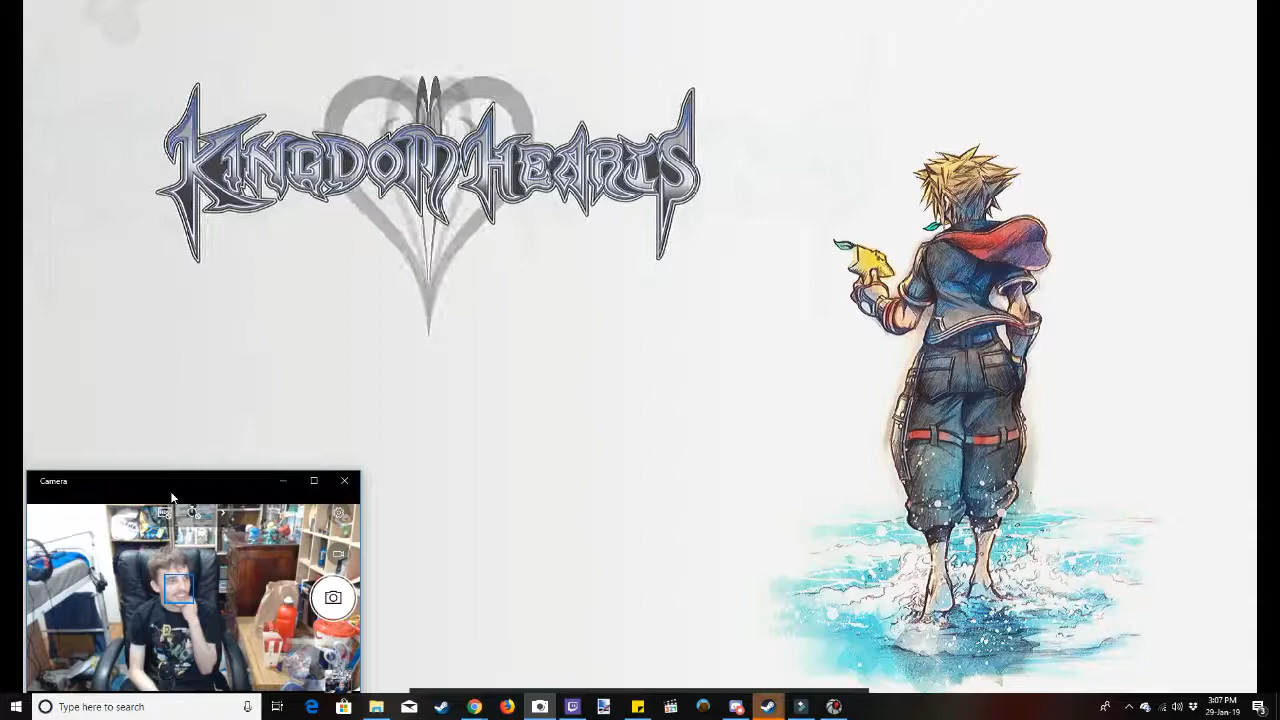 KINGDOM HEARTS
Camera
Type here to search
3:07 PM
29-Jan-19